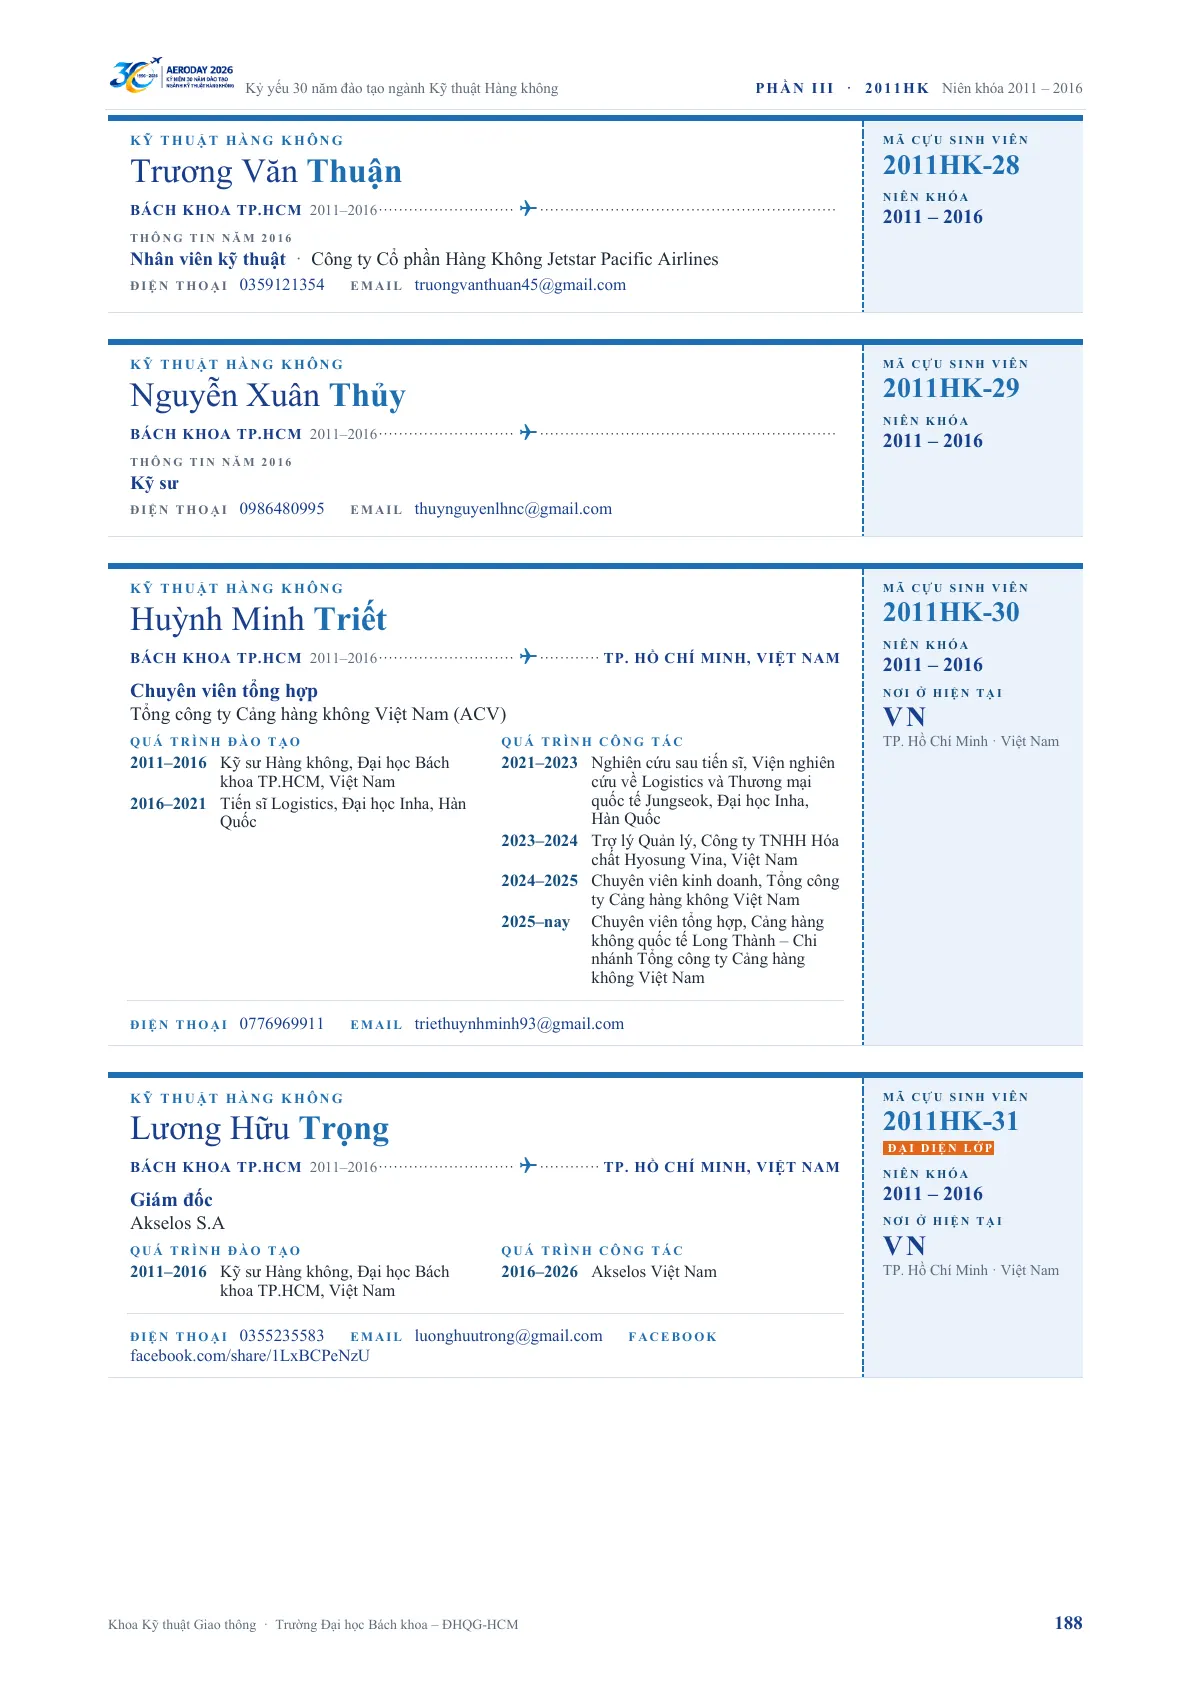 AERODAY 2026
1996 - 2026
KỶ NIỆM 30 NĂM ĐÀO TẠO
NGÀNH KỸ THUẬT HÀNG KHÔNG
Kỷ yếu 30 năm đào tạo ngành Kỹ thuật Hàng không
PHẦN III · 2011HK Niên khóa 2011 – 2016
KỸ THUẬT HÀNG KHÔNG
Trương Văn Thuận
BÁCH KHOA TP.HCM 2011–2016
THÔNG TIN NĂM 2016
Nhân viên kỹ thuật · Công ty Cổ phần Hàng Không Jetstar Pacific Airlines
ĐIỆN THOẠI 0359121354 EMAIL truongvanthuan45@gmail.com
MÃ CỰU SINH VIÊN
2011HK-28
NIÊN KHÓA
2011 – 2016
KỸ THUẬT HÀNG KHÔNG
Nguyễn Xuân Thủy
BÁCH KHOA TP.HCM 2011–2016
THÔNG TIN NĂM 2016
Kỹ sư
ĐIỆN THOẠI 0986480995 EMAIL thuynguyenlhnc@gmail.com
MÃ CỰU SINH VIÊN
2011HK-29
NIÊN KHÓA
2011 – 2016
KỸ THUẬT HÀNG KHÔNG
Huỳnh Minh Triết
BÁCH KHOA TP.HCM 2011–2016 TP. HỒ CHÍ MINH, VIỆT NAM
Chuyên viên tổng hợp
Tổng công ty Cảng hàng không Việt Nam (ACV)
QUÁ TRÌNH ĐÀO TẠO
2011–2016 Kỹ sư Hàng không, Đại học Bách
khoa TP.HCM, Việt Nam
2016–2021 Tiến sĩ Logistics, Đại học Inha, Hàn
Quốc
QUÁ TRÌNH CÔNG TÁC
2021–2023 Nghiên cứu sau tiến sĩ, Viện nghiên
cứu về Logistics và Thương mại
quốc tế Jungseok, Đại học Inha,
Hàn Quốc
2023–2024 Trợ lý Quản lý, Công ty TNHH Hóa
chất Hyosung Vina, Việt Nam
2024–2025 Chuyên viên kinh doanh, Tổng công
ty Cảng hàng không Việt Nam
2025–nay Chuyên viên tổng hợp, Cảng hàng
không quốc tế Long Thành – Chi
nhánh Tổng công ty Cảng hàng
không Việt Nam
ĐIỆN THOẠI 0776969911 EMAIL triethuynhminh93@gmail.com
MÃ CỰU SINH VIÊN
2011HK-30
NIÊN KHÓA
2011 – 2016
NƠI Ở HIỆN TẠI
VN
TP. Hồ Chí Minh · Việt Nam
KỸ THUẬT HÀNG KHÔNG
Lương Hữu Trọng
BÁCH KHOA TP.HCM 2011–2016 TP. HỒ CHÍ MINH, VIỆT NAM
Giám đốc
Akselos S.A
QUÁ TRÌNH ĐÀO TẠO
2011–2016 Kỹ sư Hàng không, Đại học Bách
khoa TP.HCM, Việt Nam
QUÁ TRÌNH CÔNG TÁC
2016–2026 Akselos Việt Nam
ĐIỆN THOẠI 0355235583 EMAIL luonghuutrong@gmail.com FACEBOOK
facebook.com/share/1LxBCPeNzU
MÃ CỰU SINH VIÊN
2011HK-31
ĐẠI DIỆN LỚP
NIÊN KHÓA
2011 – 2016
NƠI Ở HIỆN TẠI
VN
TP. Hồ Chí Minh · Việt Nam
Khoa Kỹ thuật Giao thông · Trường Đại học Bách khoa – ĐHQG-HCM
188